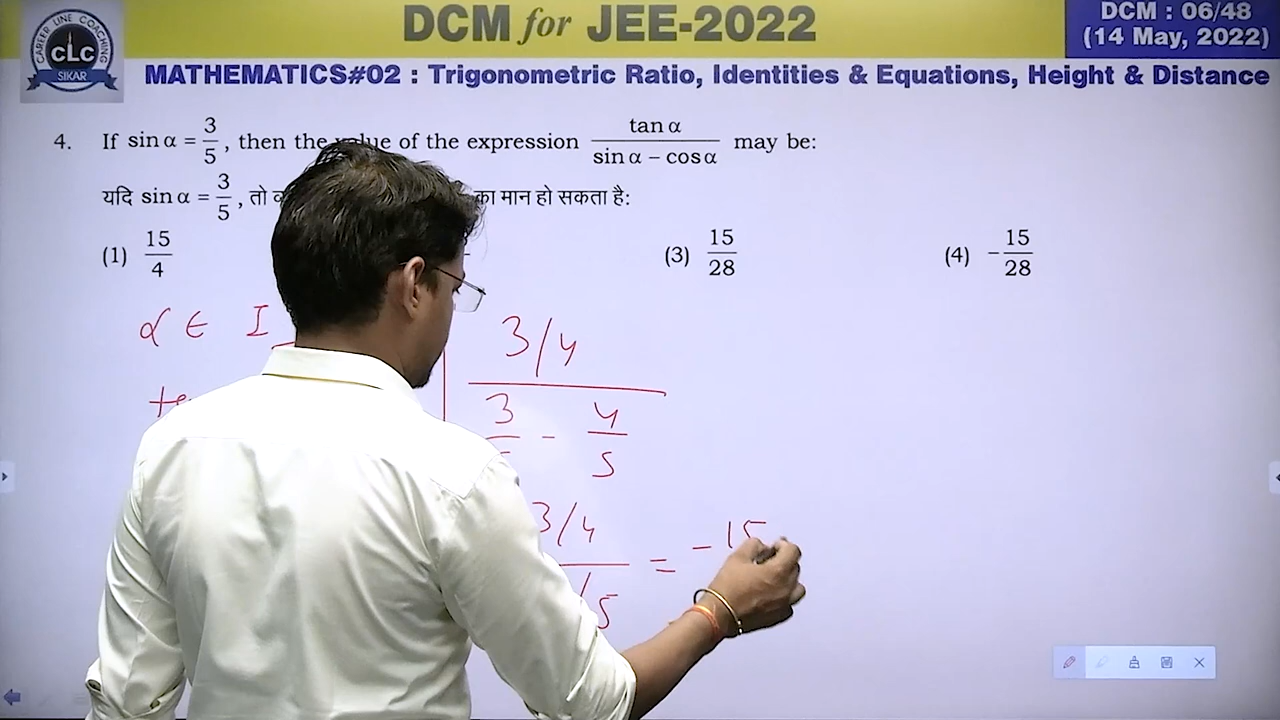 DCM for JEE-2022
DCM : 06/48
(14 May, 2022)
CAREER LINE COACHING
CLC
SIKAR
MATHEMATICS#02 : Trigonometric Ratio, Identities & Equations, Height & Distance
4. If sin α = 3/5, then the value of the expression tan α / (sin α – cos α) may be:
यदि sin α = 3/5, तो का मान हो सकता है:
(1) 15/4 (3) 15/28 (4) –15/28
α ∈ I
3/4
3 – 4/5
3/4
/5 = –15